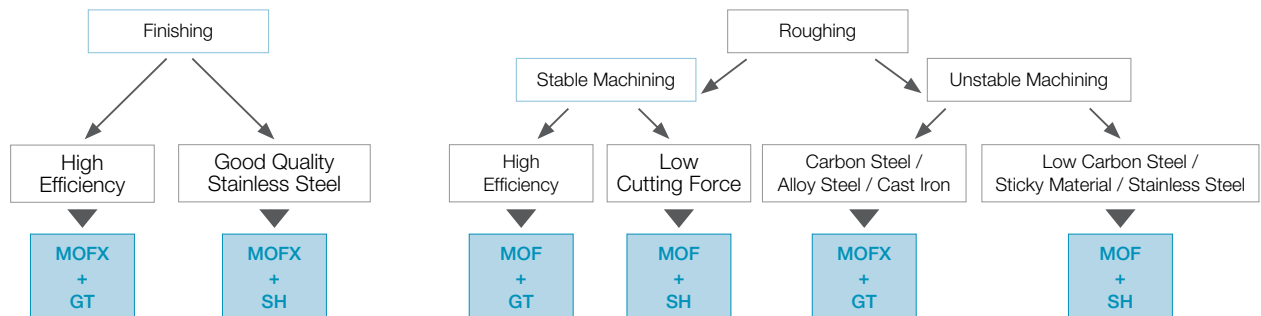 Finishing
Roughing
Stable Machining
Unstable Machining
High
Efficiency
Good Quality
Stainless Steel
High
Efficiency
Low
Cutting Force
Carbon Steel /
Alloy Steel / Cast Iron
Low Carbon Steel /
Sticky Material / Stainless Steel
MOFX
+
GT
MOFX
+
SH
MOF
+
GT
MOF
+
SH
MOFX
+
GT
MOF
+
SH